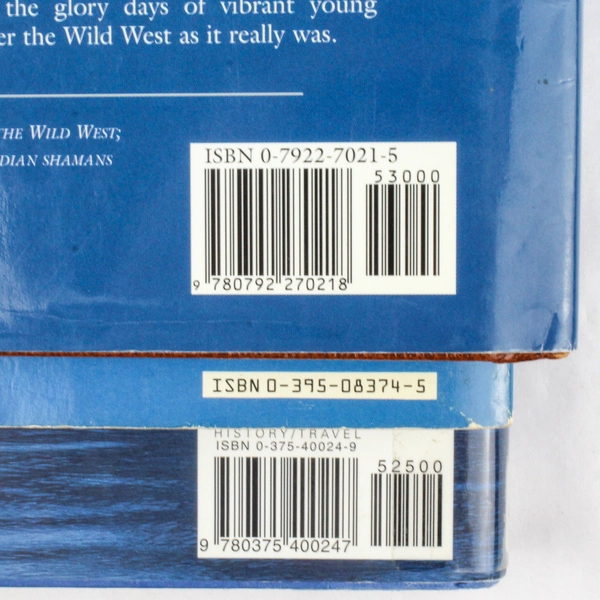 the glory days of vibrant young
er the Wild West as it really was.
THE WILD WEST;
DIAN SHAMANS
ISBN 0-7922-7021-5
53000
9 780792 270218
ISBN 0-395-08374-5
HISTORY/TRAVEL
ISBN 0-375-40024-9
52500
9 780375 400247